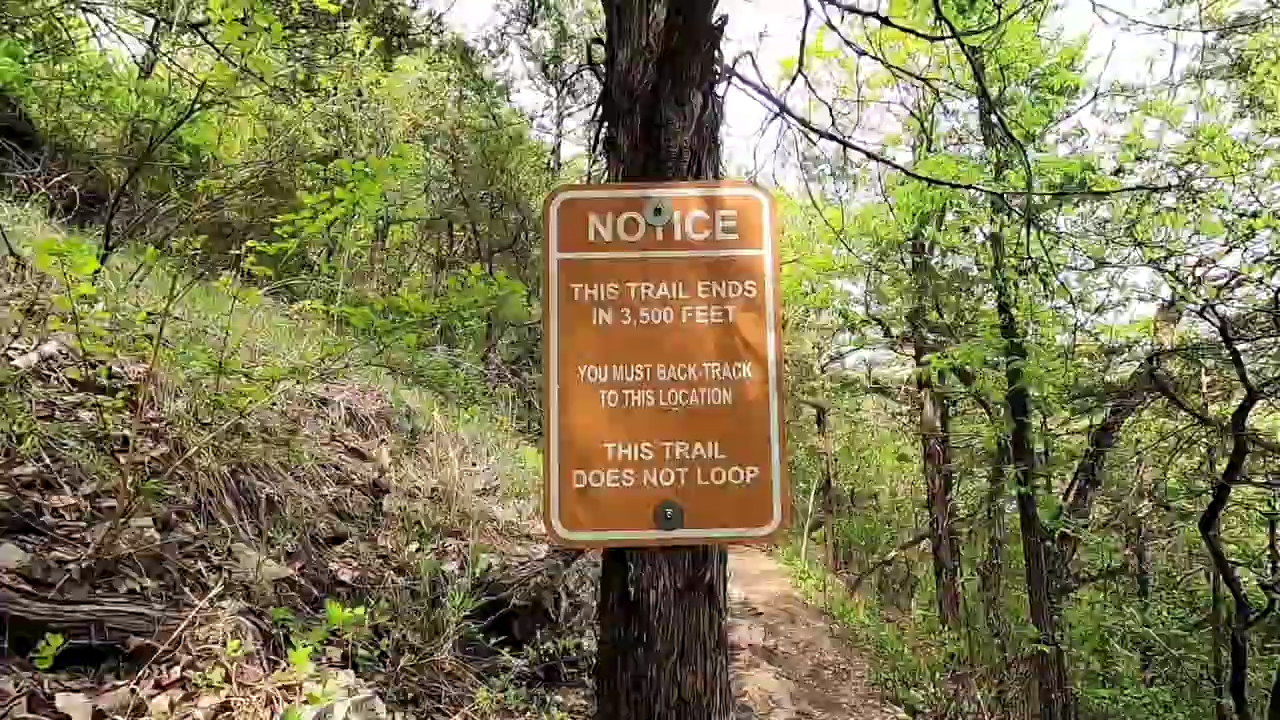 NOTICE
THIS TRAIL ENDS
IN 3,500 FEET
YOU MUST BACK-TRACK
TO THIS LOCATION
THIS TRAIL
DOES NOT LOOP